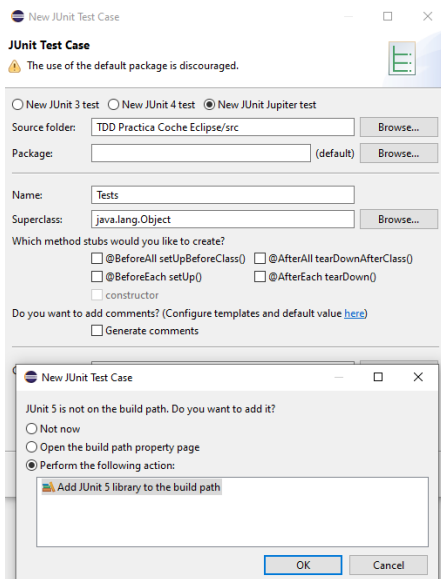 New JUnit Test Case
JUnit Test Case
The use of the default package is discouraged.
New JUnit 3 test New JUnit 4 test New JUnit Jupiter test
Source folder: TDD Practica Coche Eclipse/src Browse...
Package: (default) Browse...
Name: Tests
Superclass: java.lang.Object Browse...
Which method stubs would you like to create?
@BeforeAll setUpBeforeClass() @AfterAll tearDownAfterClass()
@BeforeEach setUp() @AfterEach tearDown()
constructor
Do you want to add comments? (Configure templates and default value here)
Generate comments
New JUnit Test Case
JUnit 5 is not on the build path. Do you want to add it?
Not now
Open the build path property page
Perform the following action:
Add JUnit 5 library to the build path
OK Cancel